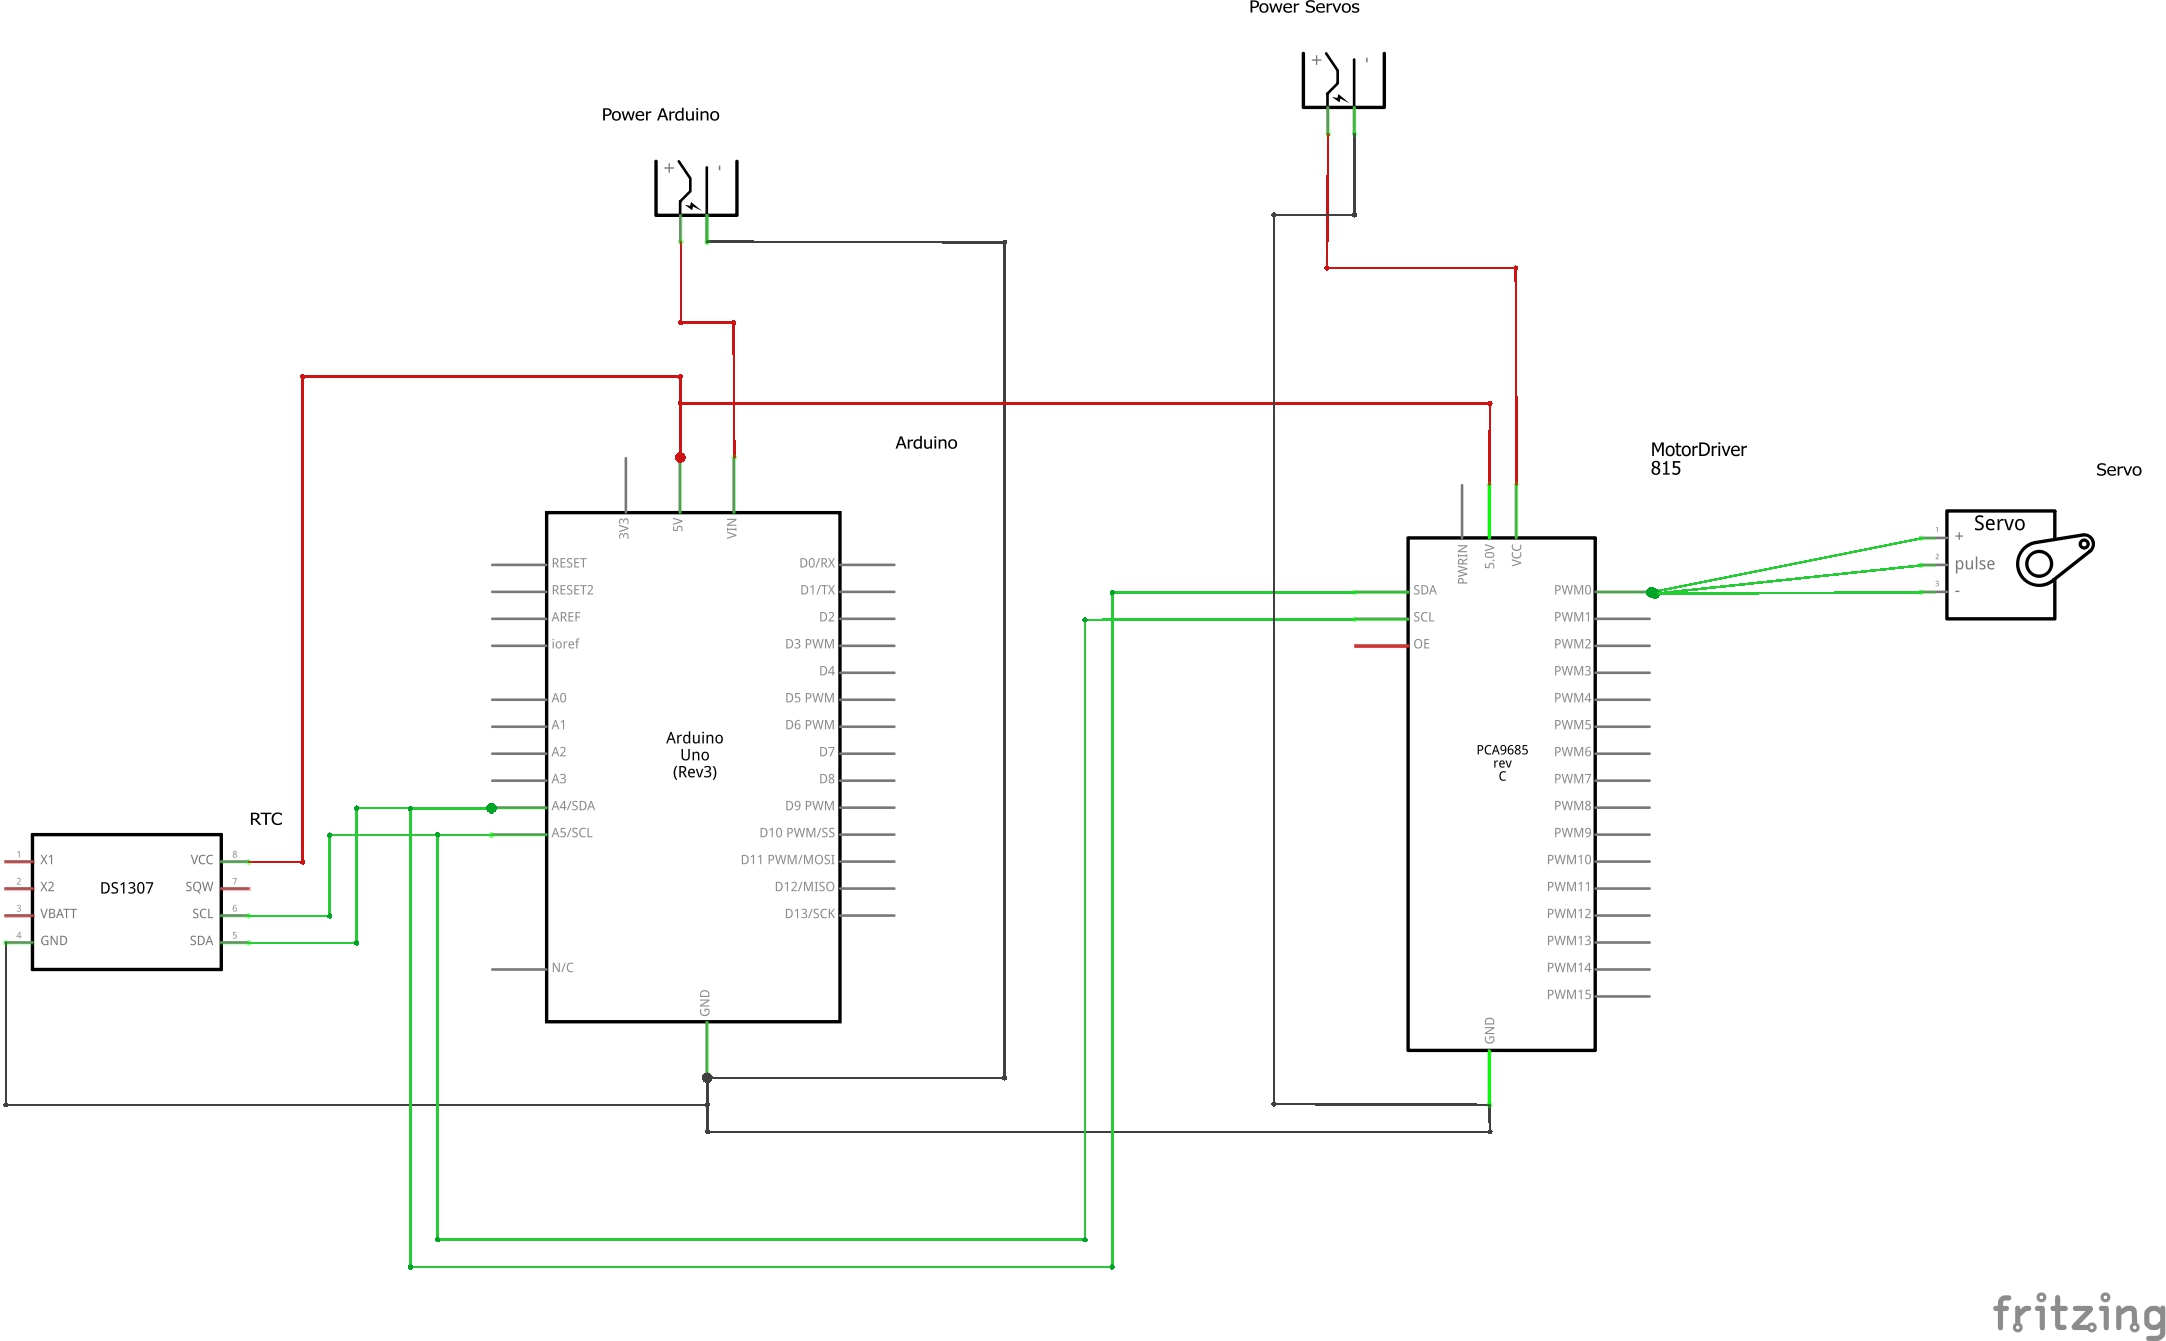 Power Servos
+ -
Power Arduino
+ -
Arduino
MotorDriver
815
Servo
3V3
5V
VIN
RESET
RESET2
AREF
ioref
A0
A1
A2
A3
A4/SDA
A5/SCL
N/C
GND
Arduino
Uno
(Rev3)
D0/RX
D1/TX
D2
D3 PWM
D4
D5 PWM
D6 PWM
D7
D8
D9 PWM
D10 PWM/SS
D11 PWM/MOSI
D12/MISO
D13/SCK
RTC
1 X1
2 X2
3 VBATT
4 GND
DS1307
VCC 8
SQW 7
SCL 6
SDA 5
PWRIN
5.0V
VCC
SDA
SCL
OE
PCA9685
rev
C
GND
PWM0
PWM1
PWM2
PWM3
PWM4
PWM5
PWM6
PWM7
PWM8
PWM9
PWM10
PWM11
PWM12
PWM13
PWM14
PWM15
Servo
1 +
2 pulse
3 -
fritzing